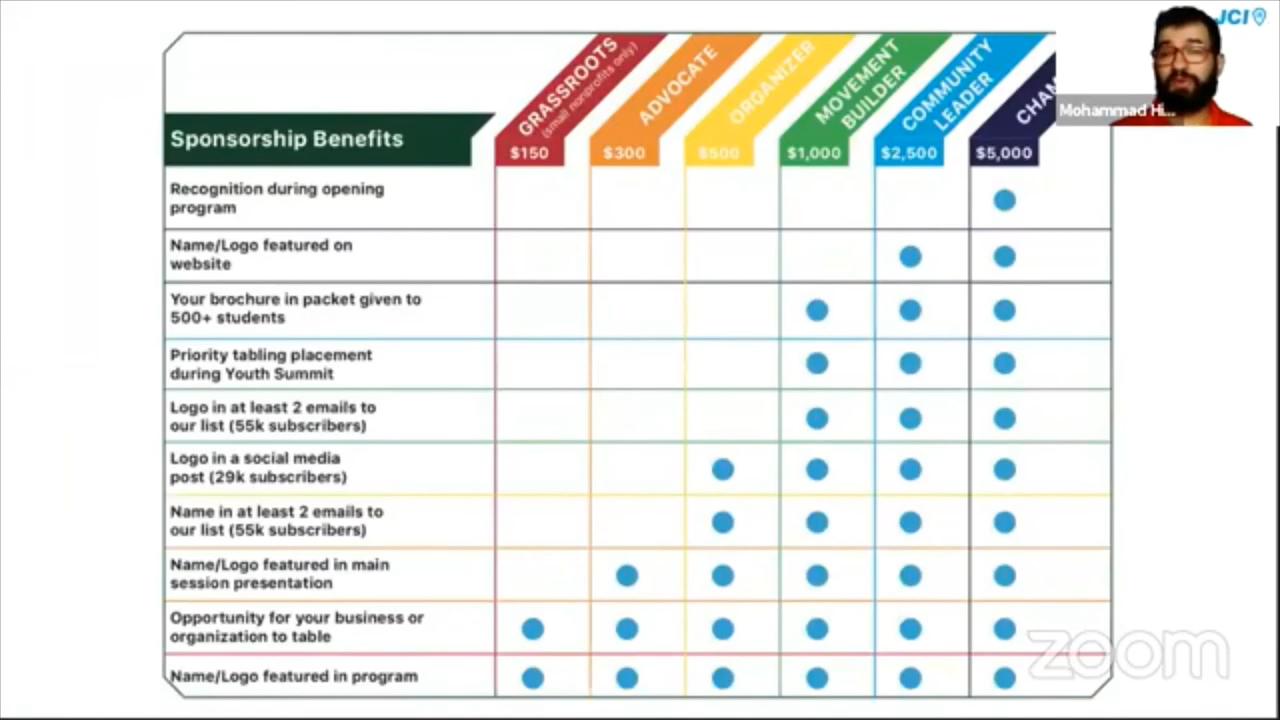 JCI
GRASSROOTS
(small nonprofits only)
ADVOCATE
ORGANIZER
MOVEMENT
BUILDER
COMMUNITY
LEADER
Mohammad Hi...
Sponsorship Benefits
$150
$300
$500
$1,000
$2,500
$5,000
Recognition during opening
program
Name/Logo featured on
website
Your brochure in packet given to
500+ students
Priority tabling placement
during Youth Summit
Logo in at least 2 emails to
our list (55k subscribers)
Logo in a social media
post (29k subscribers)
Name in at least 2 emails to
our list (55k subscribers)
Name/Logo featured in main
session presentation
Opportunity for your business or
organization to table
Name/Logo featured in program
zoom